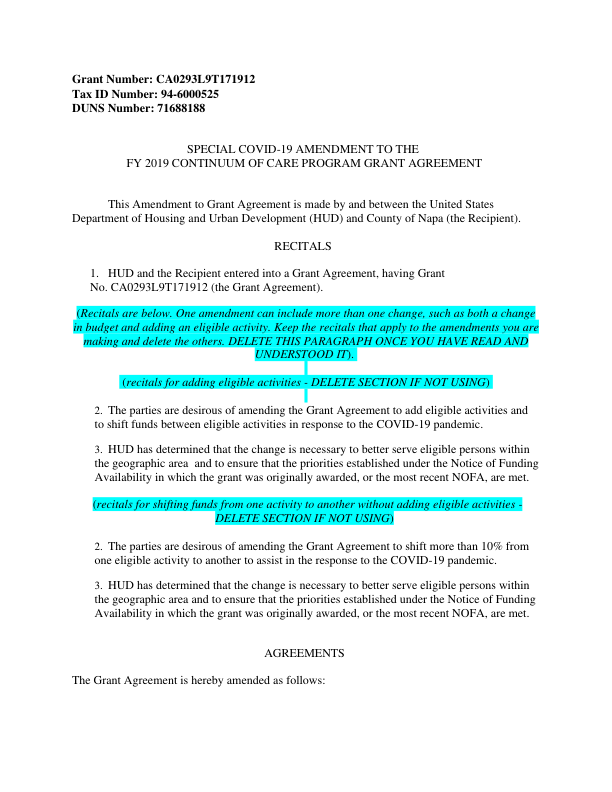 Grant Number: CA0293L9T171912
Tax ID Number: 94-6000525
DUNS Number: 71688188
SPECIAL COVID-19 AMENDMENT TO THE
FY 2019 CONTINUUM OF CARE PROGRAM GRANT AGREEMENT
This Amendment to Grant Agreement is made by and between the United States
Department of Housing and Urban Development (HUD) and County of Napa (the Recipient).
RECITALS
1. HUD and the Recipient entered into a Grant Agreement, having Grant
No. CA0293L9T171912 (the Grant Agreement).
(Recitals are below. One amendment can include more than one change, such as both a change
in budget and adding an eligible activity. Keep the recitals that apply to the amendments you are
making and delete the others. DELETE THIS PARAGRAPH ONCE YOU HAVE READ AND
UNDERSTOOD IT).
(recitals for adding eligible activities - DELETE SECTION IF NOT USING)
2. The parties are desirous of amending the Grant Agreement to add eligible activities and
to shift funds between eligible activities in response to the COVID-19 pandemic.
3. HUD has determined that the change is necessary to better serve eligible persons within
the geographic area and to ensure that the priorities established under the Notice of Funding
Availability in which the grant was originally awarded, or the most recent NOFA, are met.
(recitals for shifting funds from one activity to another without adding eligible activities -
DELETE SECTION IF NOT USING)
2. The parties are desirous of amending the Grant Agreement to shift more than 10% from
one eligible activity to another to assist in the response to the COVID-19 pandemic.
3. HUD has determined that the change is necessary to better serve eligible persons within
the geographic area and to ensure that the priorities established under the Notice of Funding
Availability in which the grant was originally awarded, or the most recent NOFA, are met.
AGREEMENTS
The Grant Agreement is hereby amended as follows: